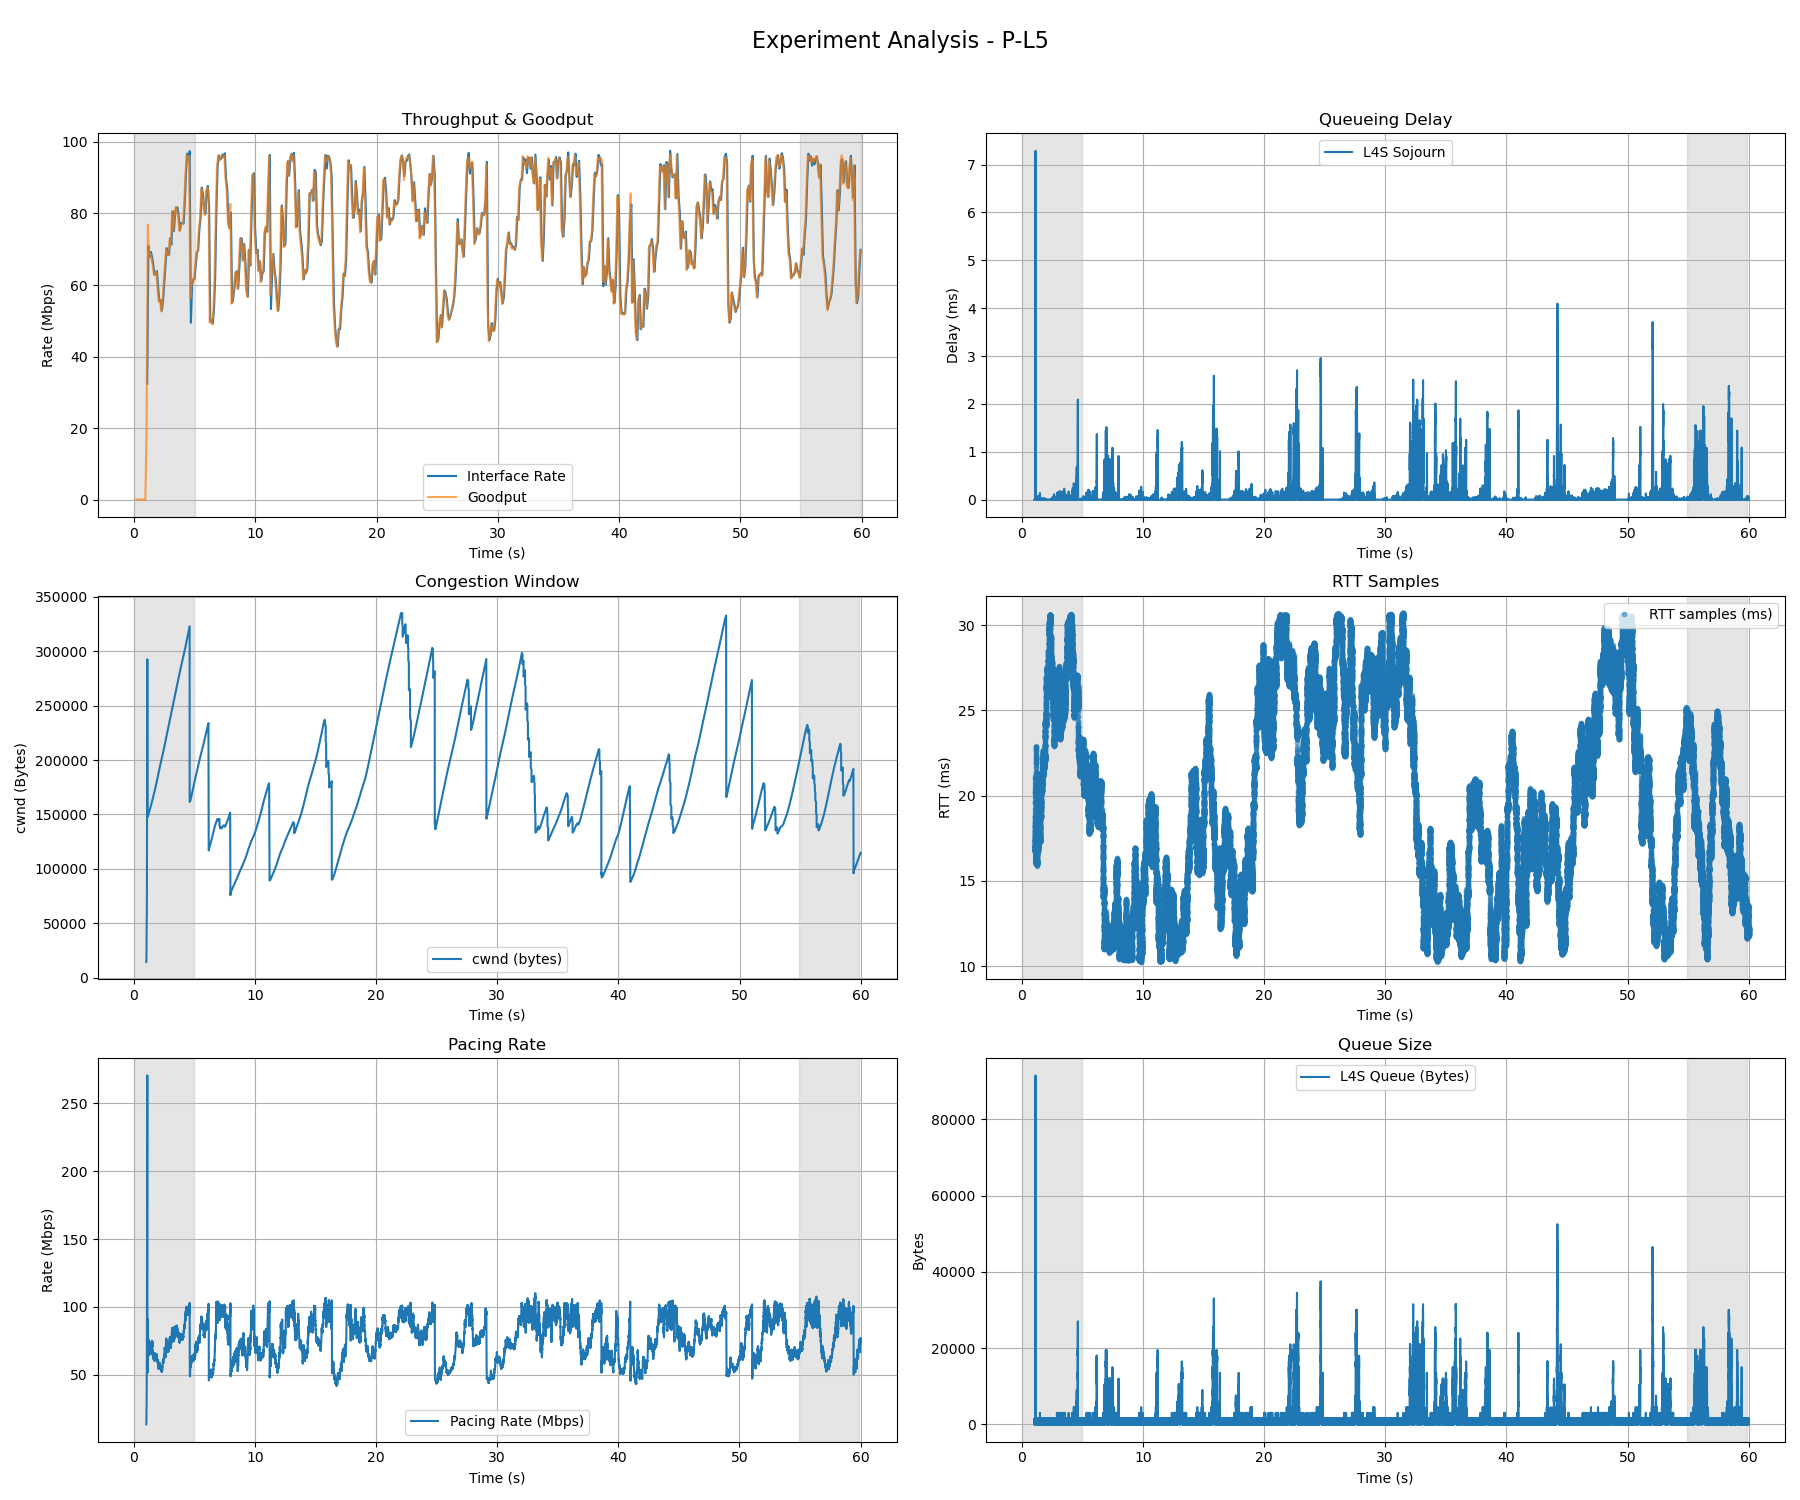 Experiment Analysis - P-L5
Throughput & Goodput
Rate (Mbps)
100
80
60
40
20
0
Interface Rate
Goodput
0 10 20 30 40 50 60
Time (s)
Queueing Delay
Delay (ms)
7
6
5
4
3
2
1
0
L4S Sojourn
0 10 20 30 40 50 60
Time (s)
Congestion Window
cwnd (Bytes)
350000
300000
250000
200000
150000
100000
50000
0
cwnd (bytes)
0 10 20 30 40 50 60
Time (s)
RTT Samples
RTT (ms)
30
25
20
15
10
RTT samples (ms)
0 10 20 30 40 50 60
Time (s)
Pacing Rate
Rate (Mbps)
250
200
150
100
50
Pacing Rate (Mbps)
0 10 20 30 40 50 60
Time (s)
Queue Size
Bytes
80000
60000
40000
20000
0
L4S Queue (Bytes)
0 10 20 30 40 50 60
Time (s)